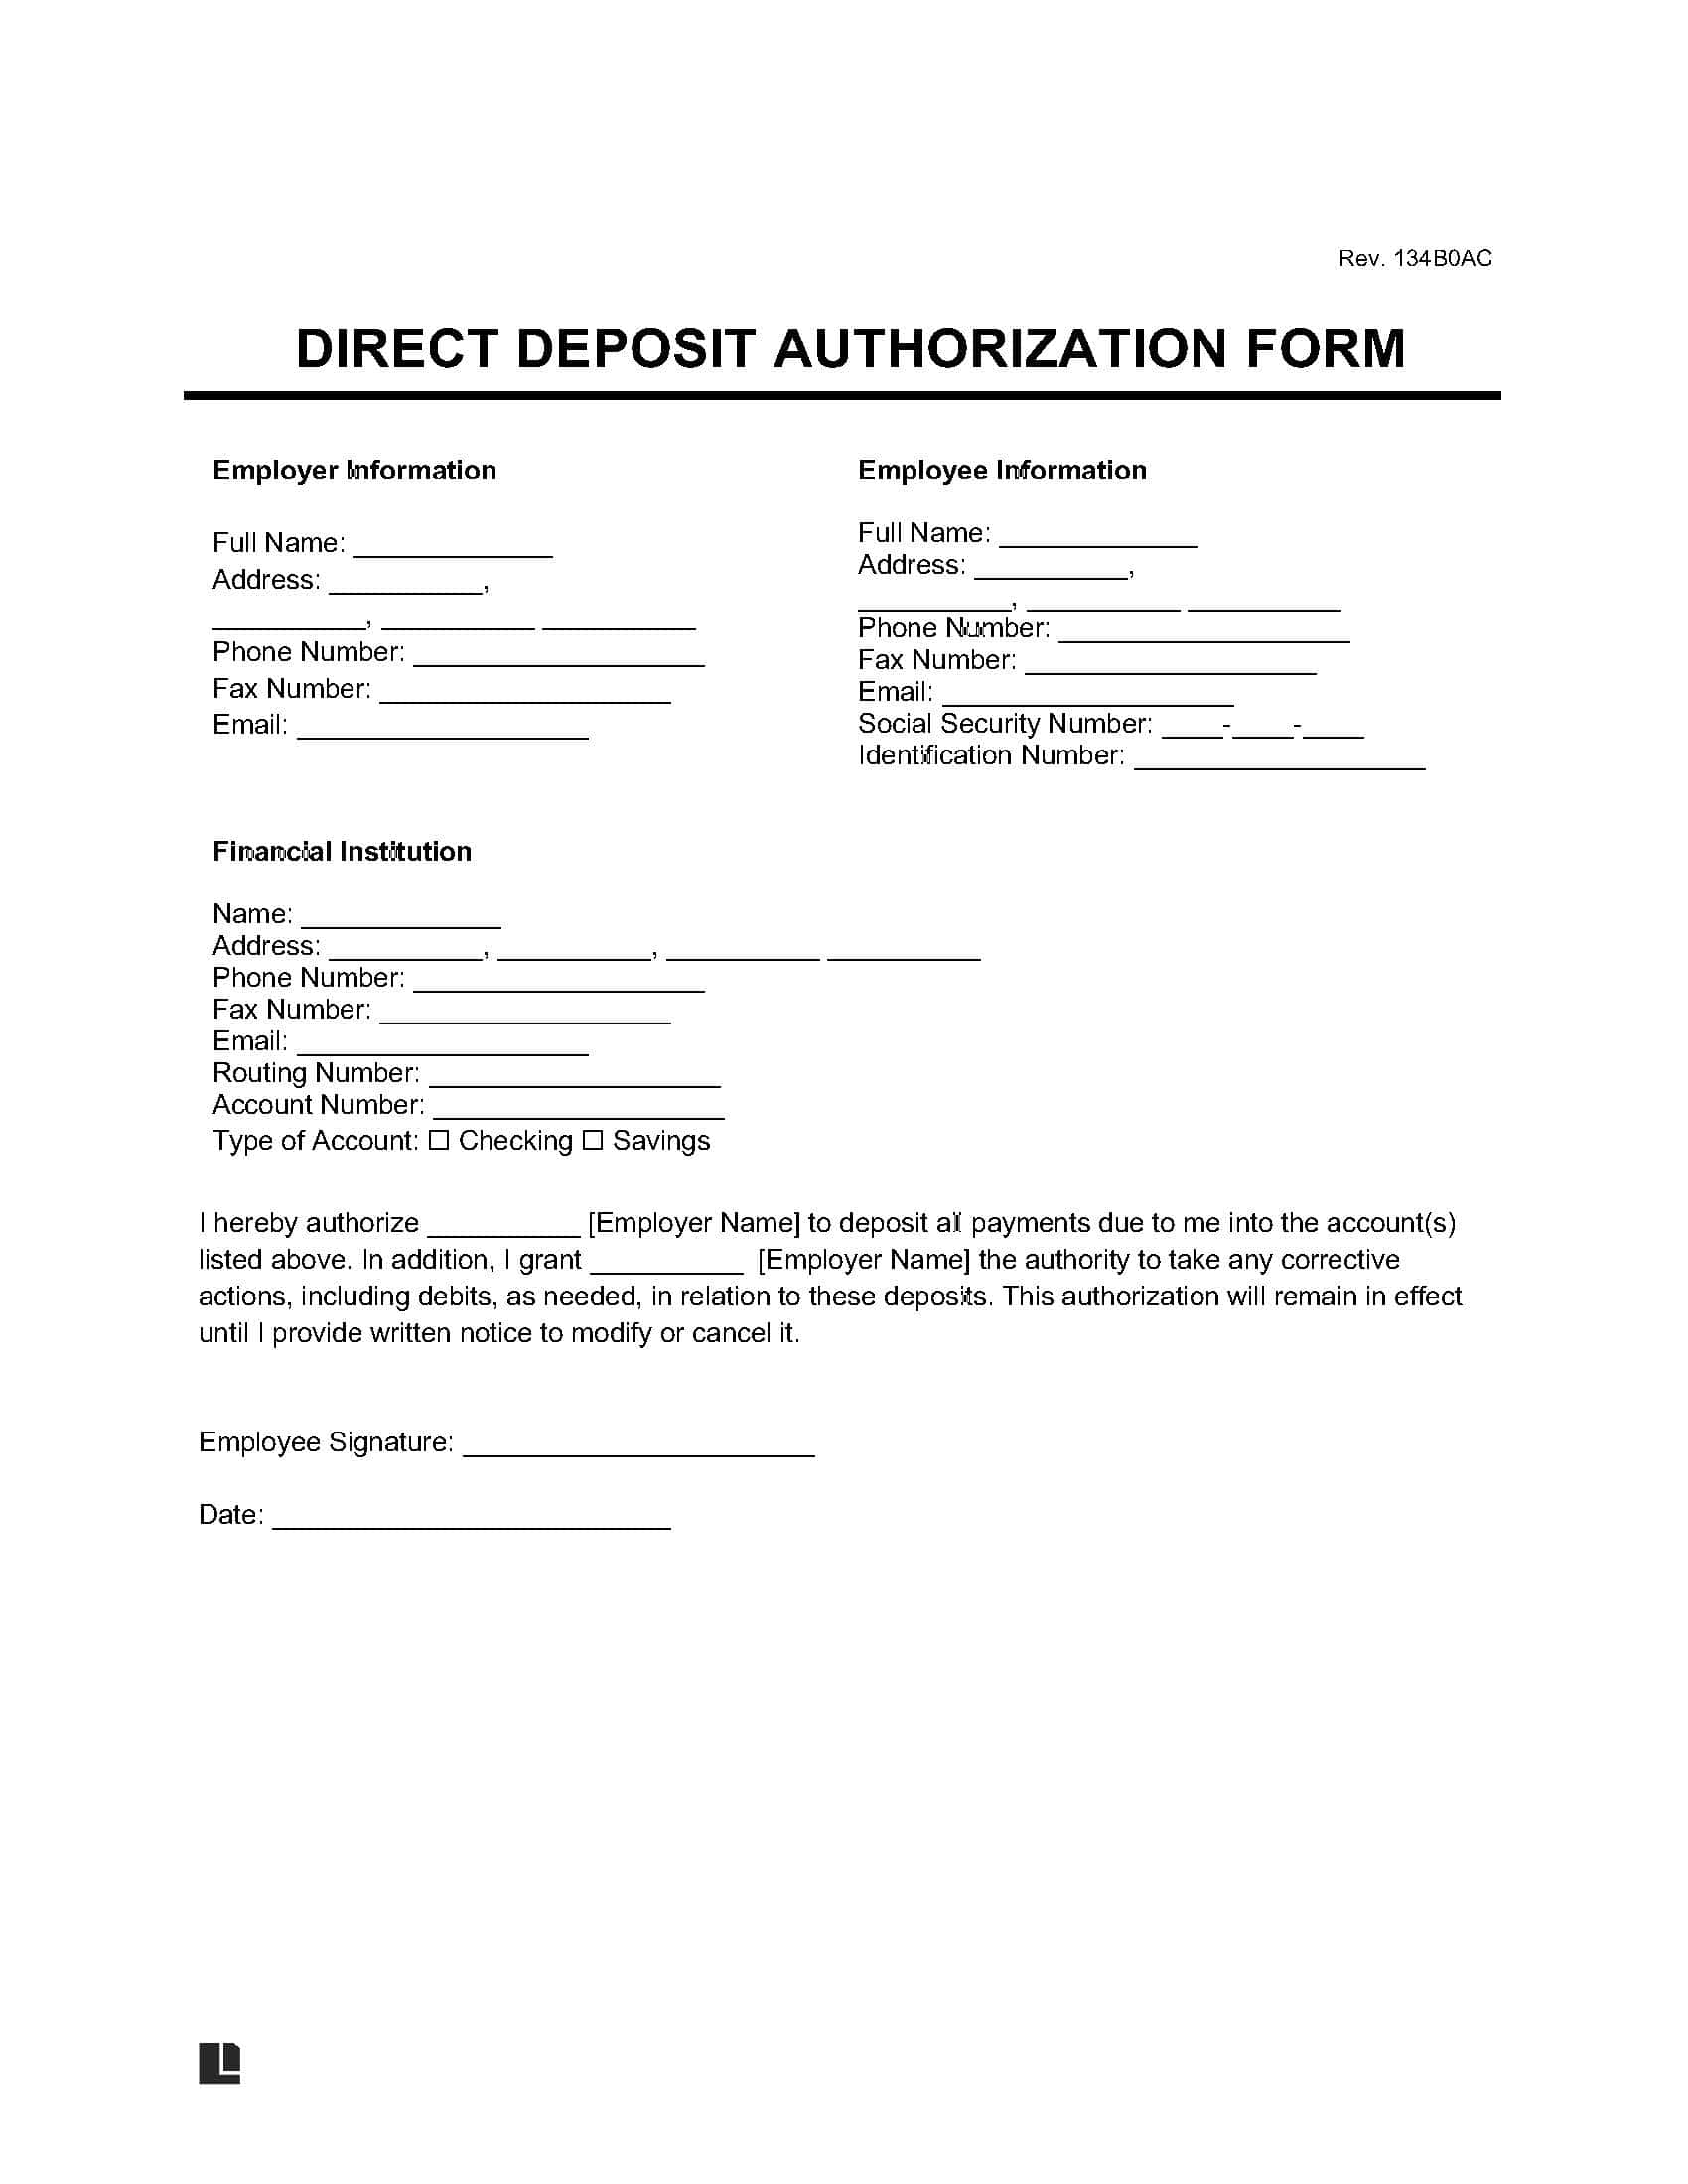 Rev. 134B0AC
DIRECT DEPOSIT AUTHORIZATION FORM
Employer Information
Full Name: _____________
Address: __________,
__________, __________ __________
Phone Number: ___________________
Fax Number: ___________________
Email: ___________________
Employee Information
Full Name: _____________
Address: __________,
__________, __________ __________
Phone Number: ___________________
Fax Number: ___________________
Email: ___________________
Social Security Number: ____-____-____
Identification Number: ___________________
Financial Institution
Name: _____________
Address: __________, __________, __________ __________
Phone Number: ___________________
Fax Number: ___________________
Email: ___________________
Routing Number: ___________________
Account Number: ___________________
Type of Account: ☐ Checking ☐ Savings
I hereby authorize __________ [Employer Name] to deposit all payments due to me into the account(s)
listed above. In addition, I grant __________ [Employer Name] the authority to take any corrective
actions, including debits, as needed, in relation to these deposits. This authorization will remain in effect
until I provide written notice to modify or cancel it.
Employee Signature: _______________________
Date: __________________________